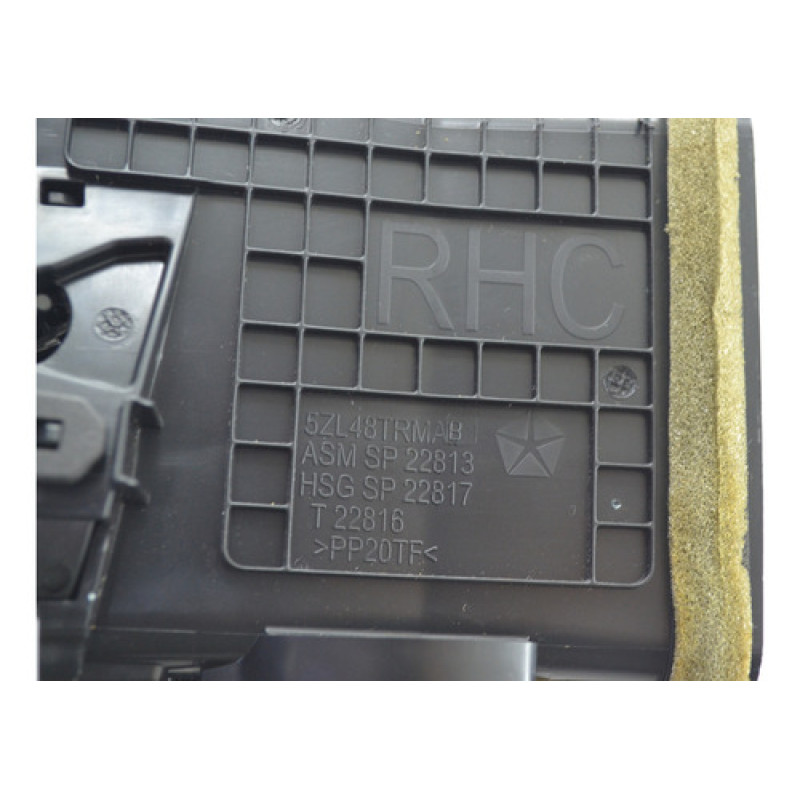 RHC
5ZL48TRMAB
ASM SP 22813
HSG SP 22817
T 22816
>PP20TF<